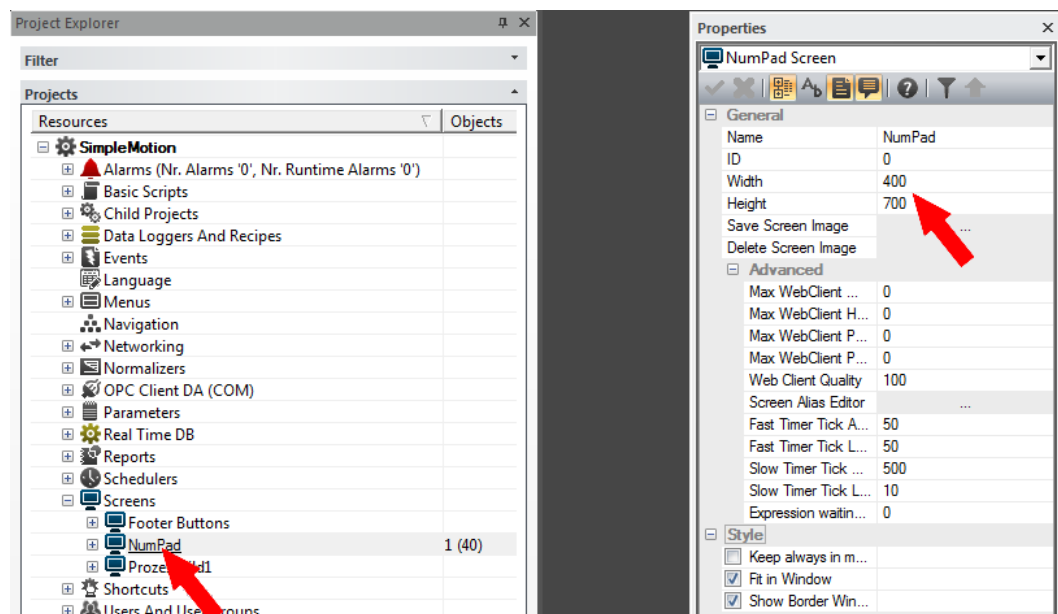 Project Explorer
Filter
Projects
Resources Objects
SimpleMotion
Alarms (Nr. Alarms '0', Nr. Runtime Alarms '0')
Basic Scripts
Child Projects
Data Loggers And Recipes
Events
Language
Menus
Navigation
Networking
Normalizers
OPC Client DA (COM)
Parameters
Real Time DB
Reports
Schedulers
Screens
Footer Buttons
NumPad 1 (40)
Shortcuts
Users And
Properties
NumPad Screen
General
Name NumPad
ID 0
Width 400
Height 700
Save Screen Image ...
Delete Screen Image
Advanced
Max WebClient ... 0
Max WebClient H... 0
Max WebClient P... 0
Max WebClient P... 0
Web Client Quality 100
Screen Alias Editor ...
Fast Timer Tick A... 50
Fast Timer Tick L... 50
Slow Timer Tick ... 500
Slow Timer Tick L... 10
Expression waitin... 0
Style
Keep always in m...
Fit in Window
Show Border Win...